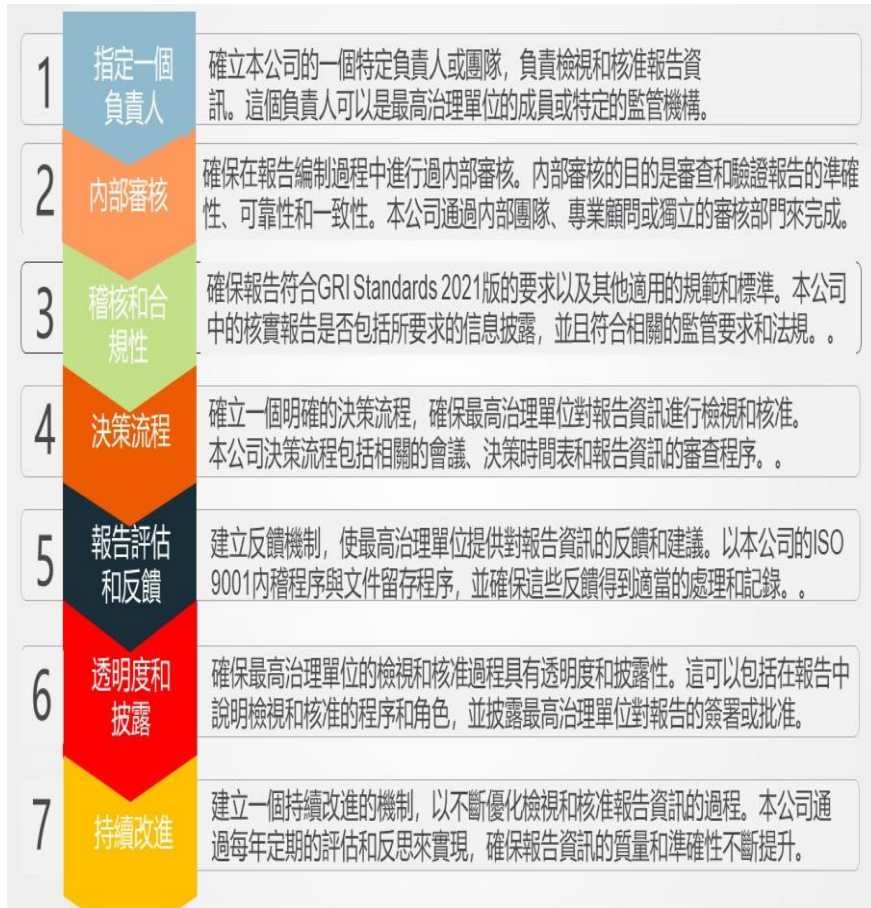 1
指定一個
負責人
確立本公司的一個特定負責人或團隊，負責檢視和核准報告資
訊。這個負責人可以是最高治理單位的成員或特定的監管機構。
2
內部審核
確保在報告編制過程中進行過內部審核。內部審核的目的是審查和驗證報告的準確
性、可靠性和一致性。本公司通過內部團隊、專業顧問或獨立的審核部門來完成。
3
稽核和合
規性
確保報告符合GRI Standards 2021版的要求以及其他適用的規範和標準。本公司
中的核實報告是否包括所要求的信息披露，並且符合相關的監管要求和法規。。
4
決策流程
確立一個明確的決策流程，確保最高治理單位對報告資訊進行檢視和核准。
本公司決策流程包括相關的會議、決策時間表和報告資訊的審查程序。。
5
報告評估
和反饋
建立反饋機制，使最高治理單位提供對報告資訊的反饋和建議。以本公司的ISO
9001內稽程序與文件留存程序，並確保這些反饋得到適當的處理和記錄。。
6
透明度和
披露
確保最高治理單位的檢視和核准過程具有透明度和披露性。這可以包括在報告中
說明檢視和核准的程序和角色，並披露最高治理單位對報告的簽署或批准。
7
持續改進
建立一個持續改進的機制，以不斷優化檢視和核准報告資訊的過程。本公司通
過每年定期的評估和反思來實現，確保報告資訊的質量和準確性不斷提升。